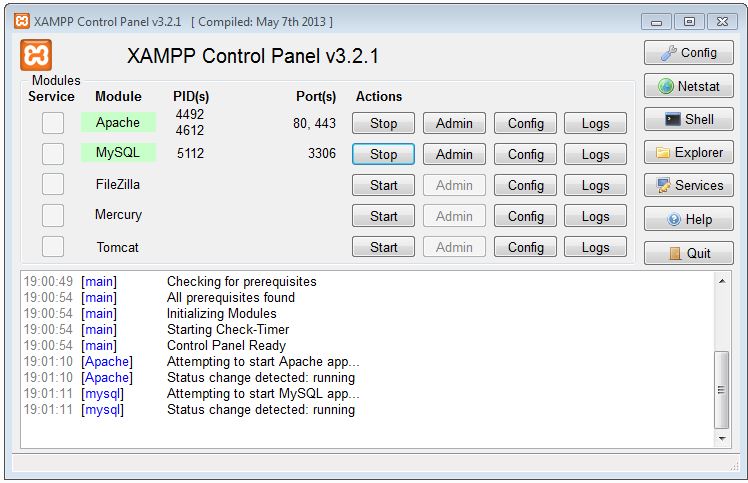 XAMPP Control Panel v3.2.1 [ Compiled: May 7th 2013 ]
XAMPP Control Panel v3.2.1
Config
Modules
Service Module PID(s) Port(s) Actions
Netstat
Apache 4492 4612 80, 443 Stop Admin Config Logs
Shell
MySQL 5112 3306 Stop Admin Config Logs
Explorer
FileZilla Start Admin Config Logs
Services
Mercury Start Admin Config Logs
Help
Tomcat Start Admin Config Logs
Quit
19:00:49 [main] Checking for prerequisites
19:00:54 [main] All prerequisites found
19:00:54 [main] Initializing Modules
19:00:54 [main] Starting Check-Timer
19:00:54 [main] Control Panel Ready
19:01:10 [Apache] Attempting to start Apache app...
19:01:10 [Apache] Status change detected: running
19:01:11 [mysql] Attempting to start MySQL app...
19:01:11 [mysql] Status change detected: running